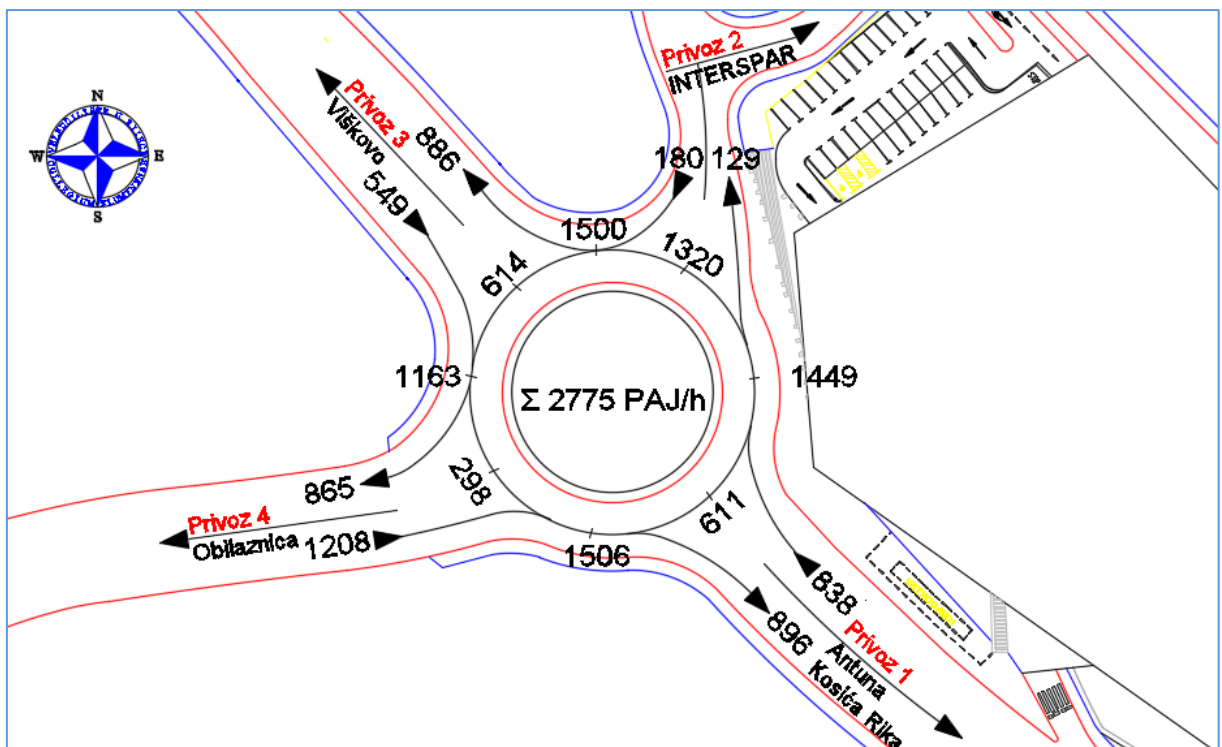 Privoz 2
INTERSPAR
N
W
E
S
Privoz 3
Viškovo
886
549
180
129
1500
1320
614
1163
1449
Σ 2775 PAJ/h
298
611
865
Privoz 4
Obilaznica
1208
1506
838
896
Privoz 1
Antuna
Kosića Rika